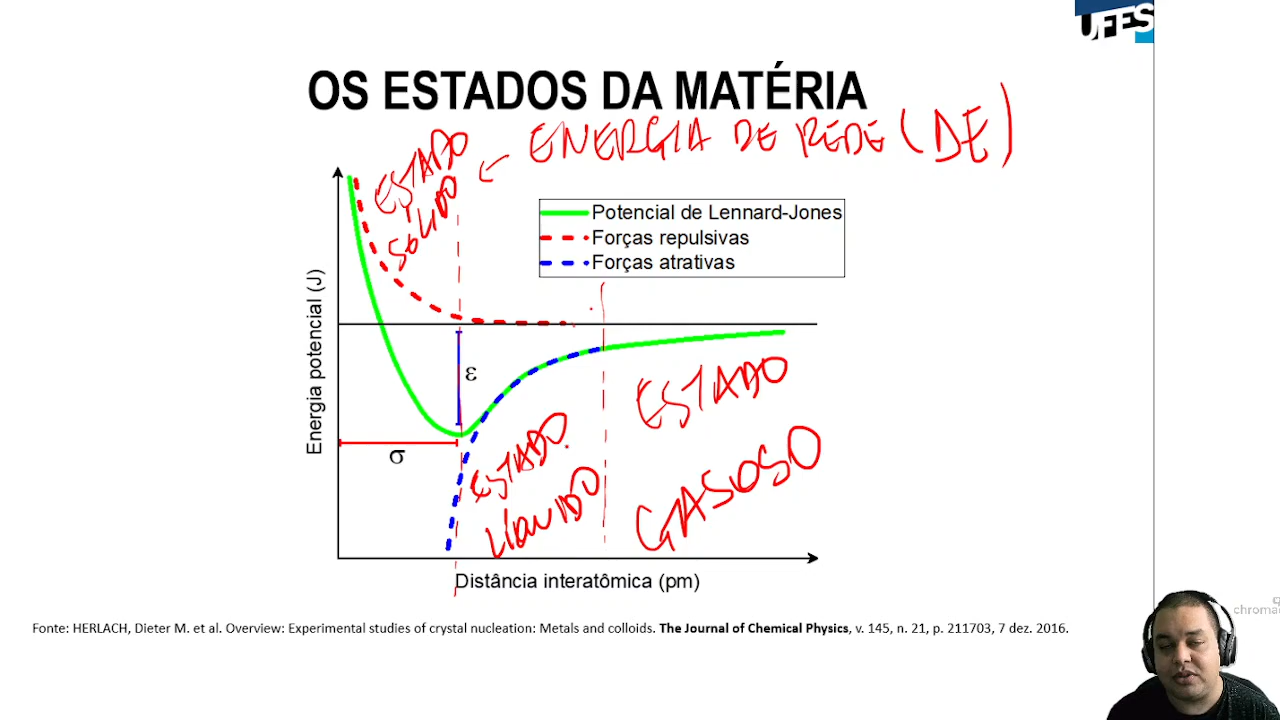 UFES
OS ESTADOS DA MATÉRIA
ESTADO
SÓLIDO
← ENERGIA DE REDE (DE)
Potencial de Lennard-Jones
Forças repulsivas
Forças atrativas
Energia potencial (J)
ε
σ
ESTADO
LÍQUIDO
ESTADO
GASOSO
Distância interatômica (pm)
Fonte: HERLACH, Dieter M. et al. Overview: Experimental studies of crystal nucleation: Metals and colloids. The Journal of Chemical Physics, v. 145, n. 21, p. 211703, 7 dez. 2016.